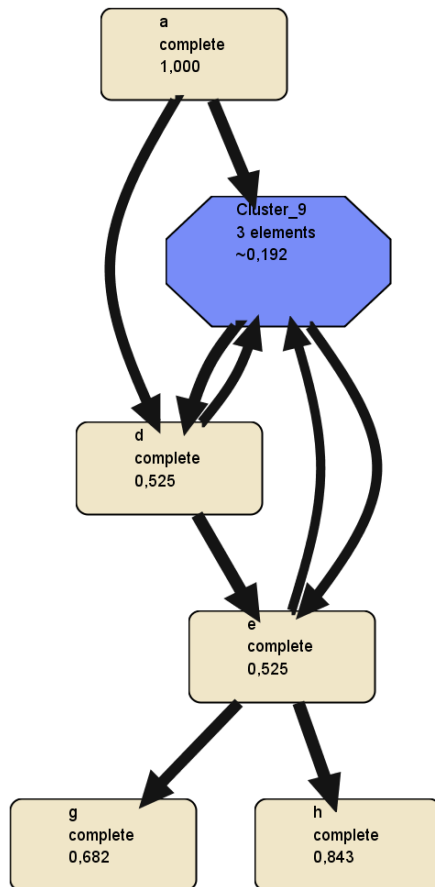 a
complete
1,000
Cluster_9
3 elements
~0,192
d
complete
0,525
e
complete
0,525
g
complete
0,682
h
complete
0,843